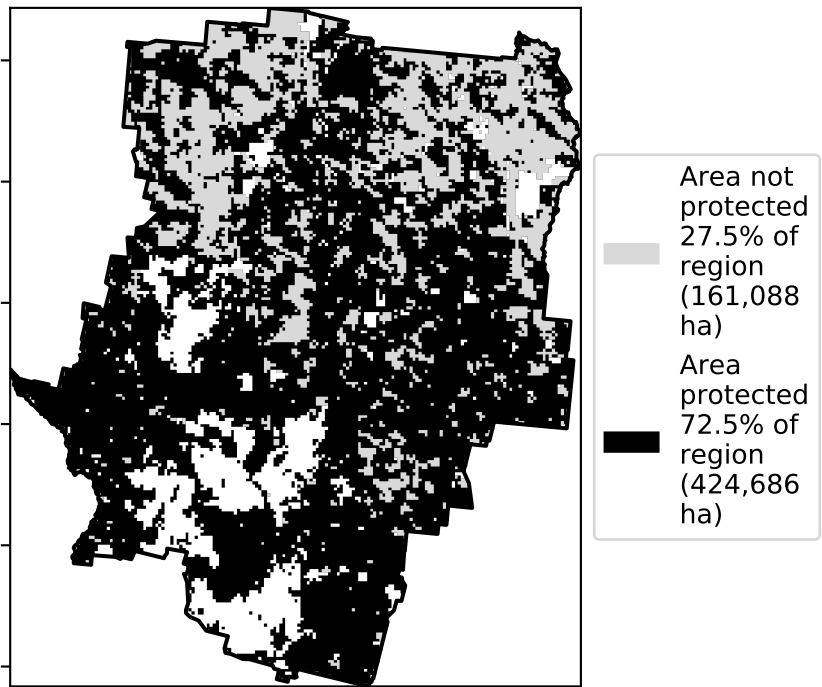 Area not
protected
27.5% of
region
(161,088
ha)
Area
protected
72.5% of
region
(424,686
ha)